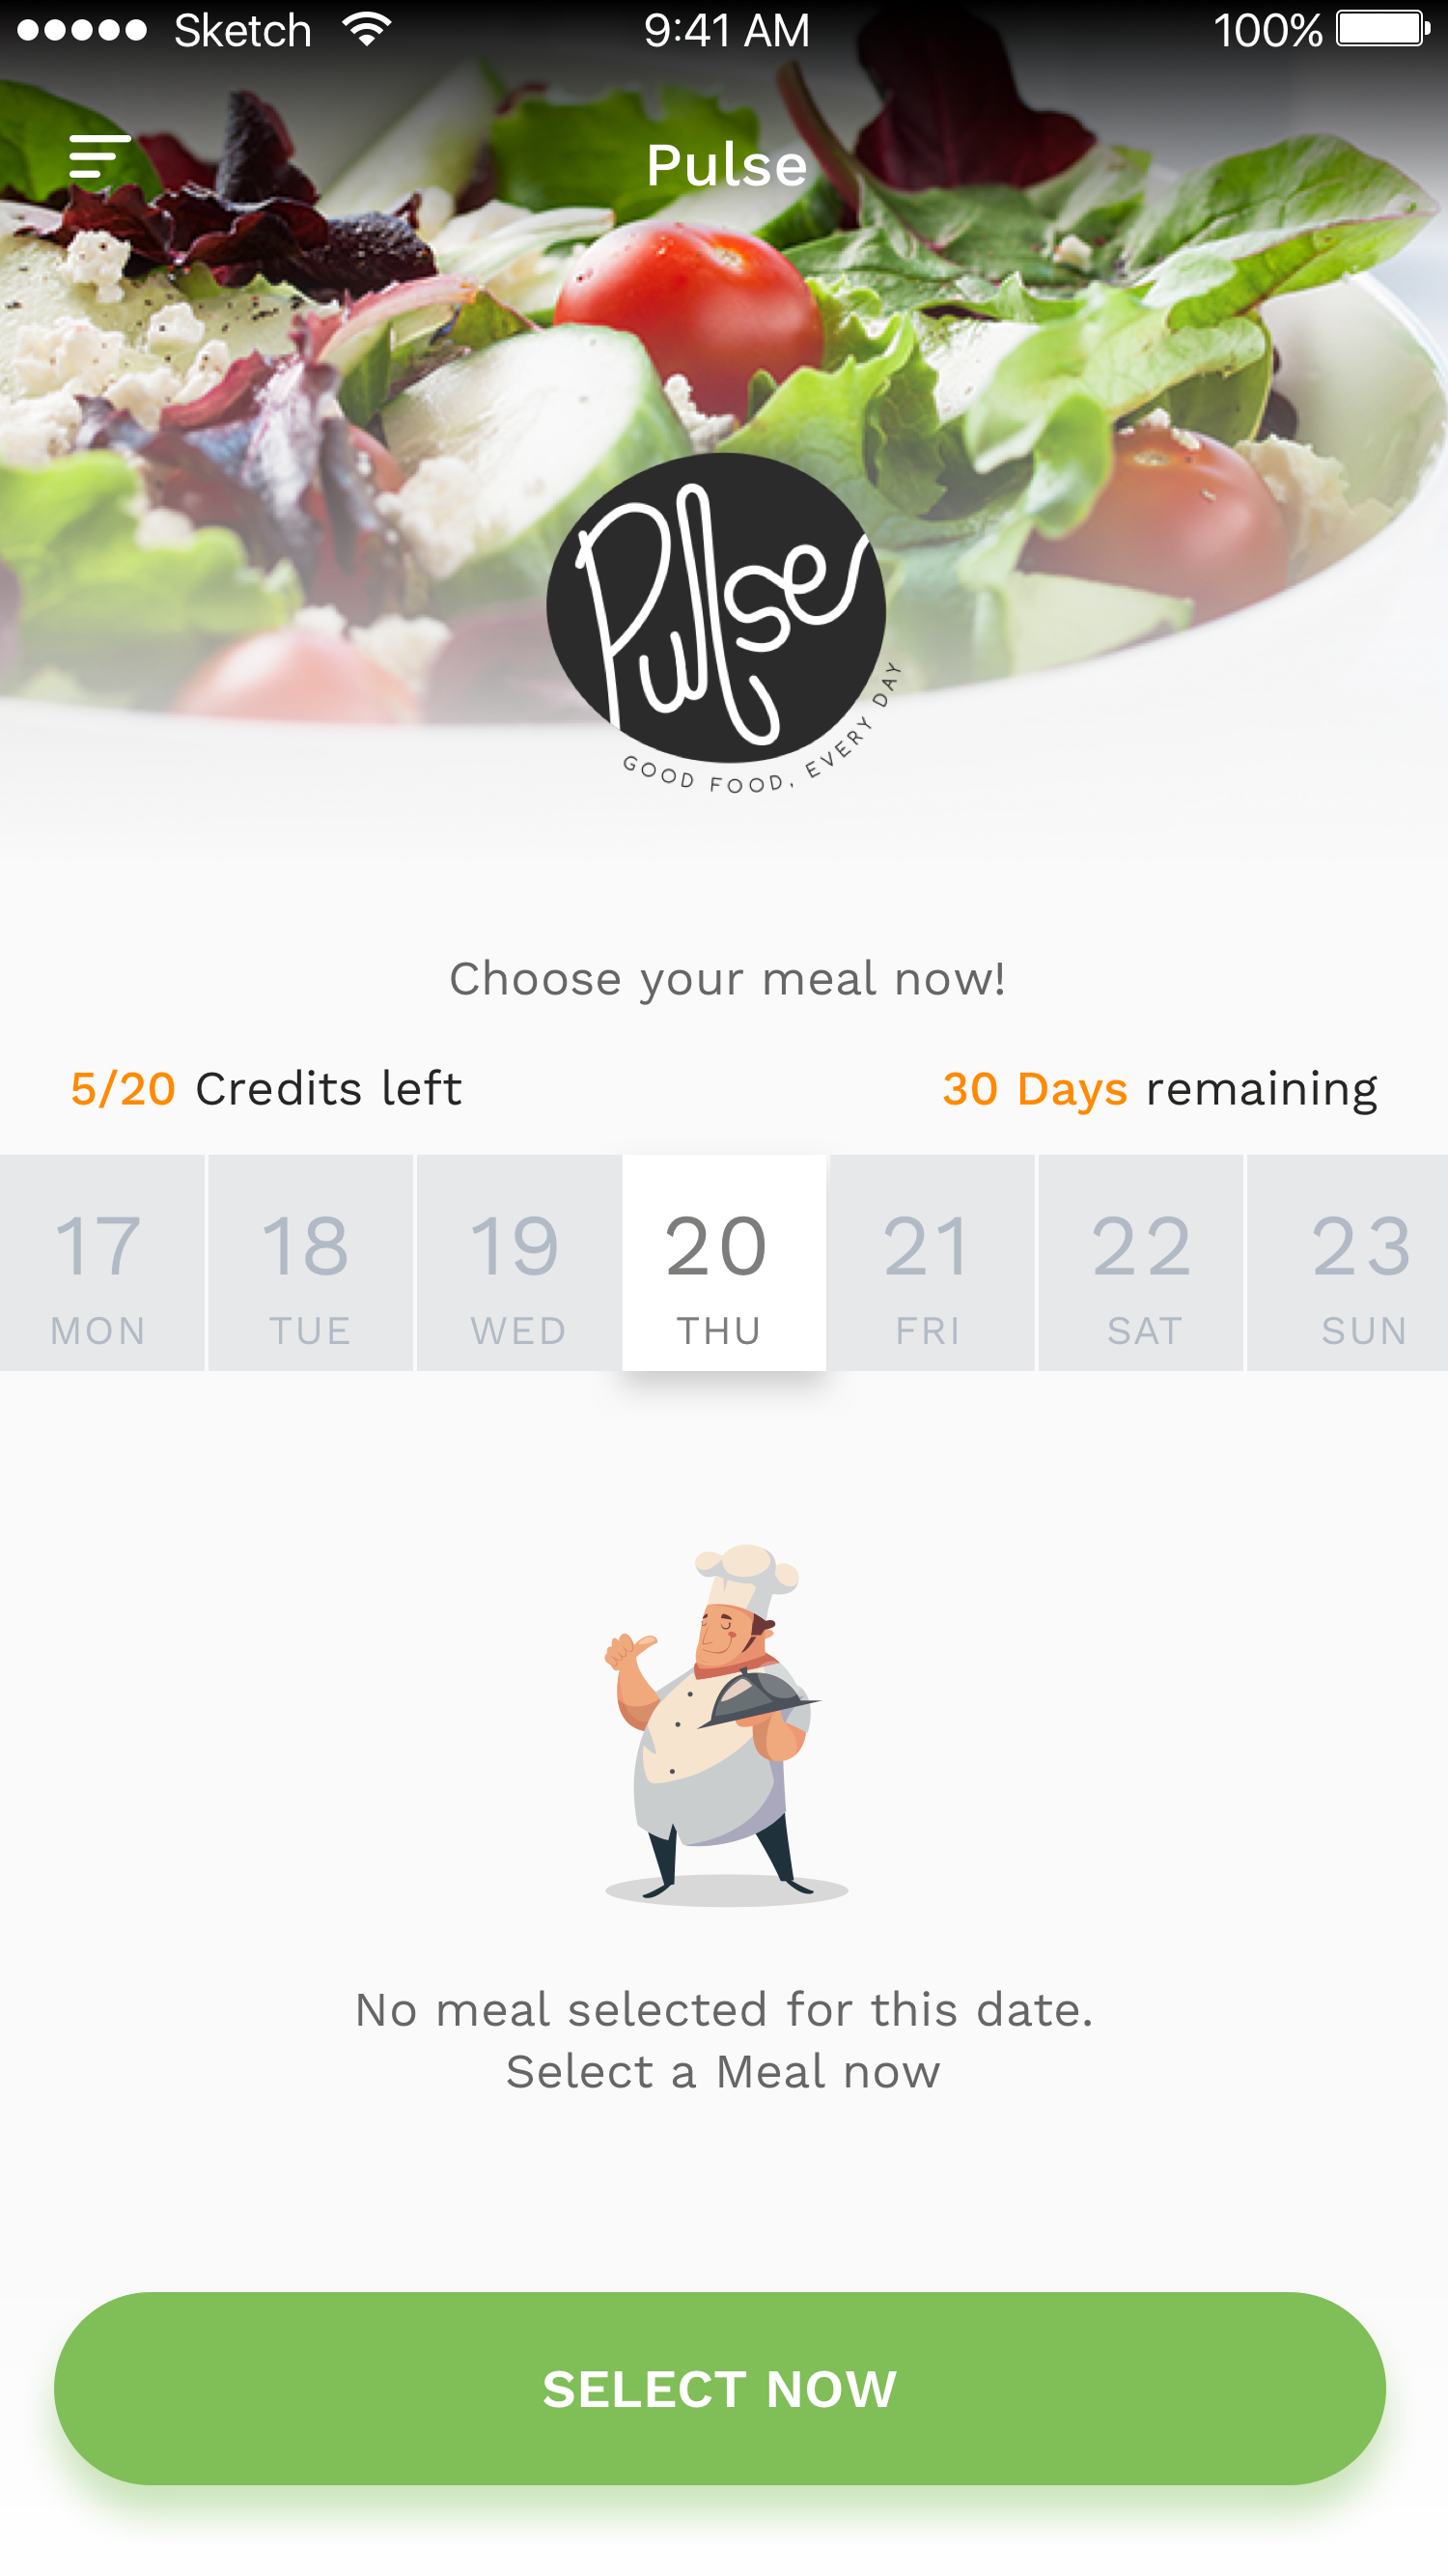 Sketch 9:41 AM 100%
Pulse
Pulse
GOOD FOOD, EVERY DAY
Choose your meal now!
5/20 Credits left 30 Days remaining
17 18 19 20 21 22 23
MON TUE WED THU FRI SAT SUN
No meal selected for this date.
Select a Meal now
SELECT NOW